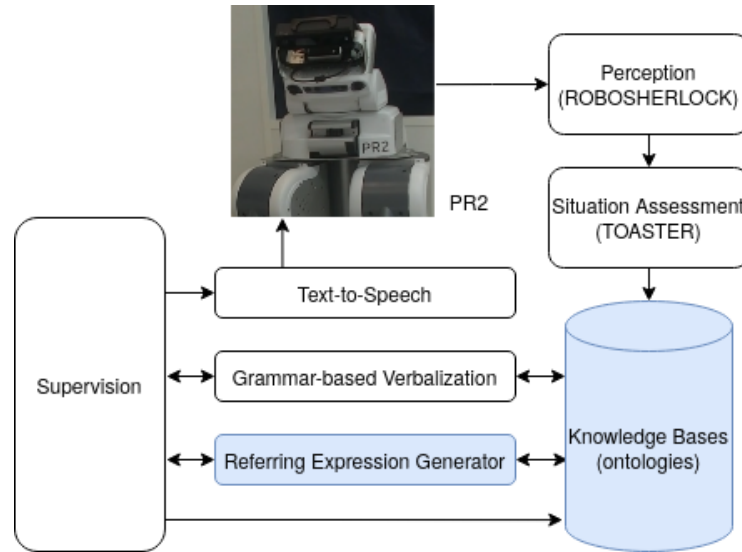 Perception
(ROBOSHERLOCK)
PR2
PR2
Situation Assessment
(TOASTER)
Text-to-Speech
Supervision
Grammar-based Verbalization
Referring Expression Generator
Knowledge Bases
(ontologies)